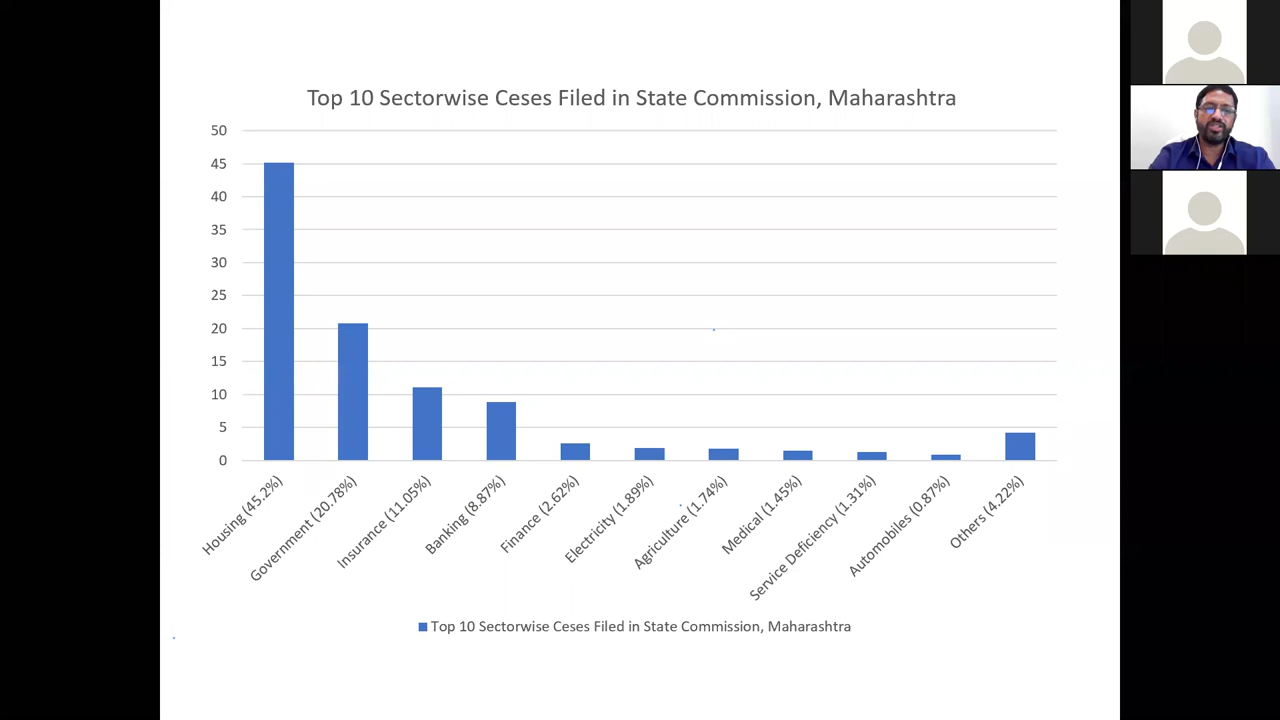 Top 10 Sectorwise Ceses Filed in State Commission, Maharashtra
50
45
40
35
30
25
20
15
10
5
0
Housing (45.2%)
Government (20.78%)
Insurance (11.05%)
Banking (8.87%)
Finance (2.62%)
Electricity (1.89%)
Agriculture (1.74%)
Medical (1.45%)
Service Deficiency (1.31%)
Automobiles (0.87%)
Others (4.22%)
Top 10 Sectorwise Ceses Filed in State Commission, Maharashtra